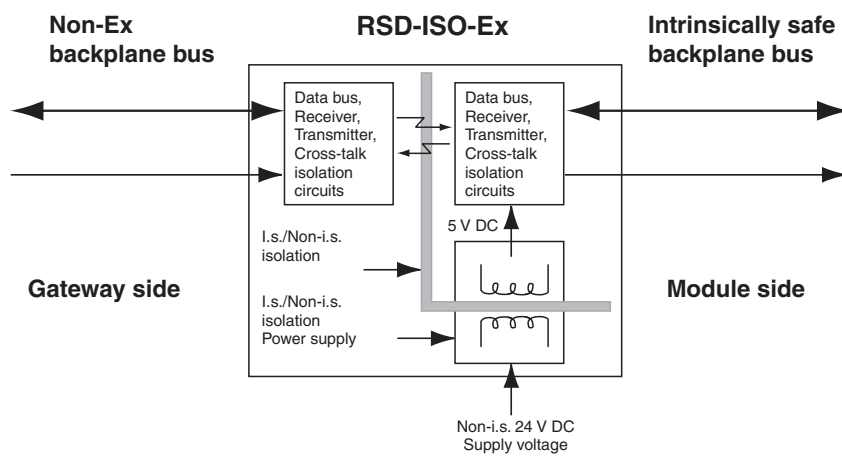 Non-Ex
backplane bus
RSD-ISO-Ex
Intrinsically safe
backplane bus
Data bus,
Receiver,
Transmitter,
Cross-talk
isolation
circuits
Data bus,
Receiver,
Transmitter,
Cross-talk
isolation
circuits
5 V DC
I.s./Non-i.s.
isolation
Gateway side
Module side
I.s./Non-i.s.
isolation
Power supply
Non-i.s. 24 V DC
Supply voltage